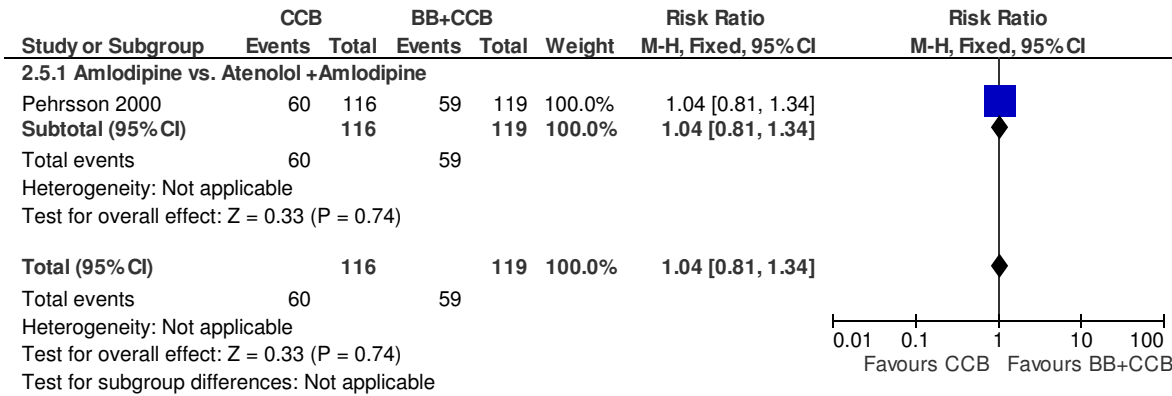 CCB BB+CCB Risk Ratio Risk Ratio
Study or Subgroup Events Total Events Total Weight M-H, Fixed, 95% CI M-H, Fixed, 95% CI
2.5.1 Amlodipine vs. Atenolol +Amlodipine
Pehrsson 2000 60 116 59 119 100.0% 1.04 [0.81, 1.34]
Subtotal (95% CI) 116 119 100.0% 1.04 [0.81, 1.34]
Total events 60 59
Heterogeneity: Not applicable
Test for overall effect: Z = 0.33 (P = 0.74)
Total (95% CI) 116 119 100.0% 1.04 [0.81, 1.34]
Total events 60 59
Heterogeneity: Not applicable
Test for overall effect: Z = 0.33 (P = 0.74)
Test for subgroup differences: Not applicable
0.01 0.1 1 10 100
Favours CCB Favours BB+CCB